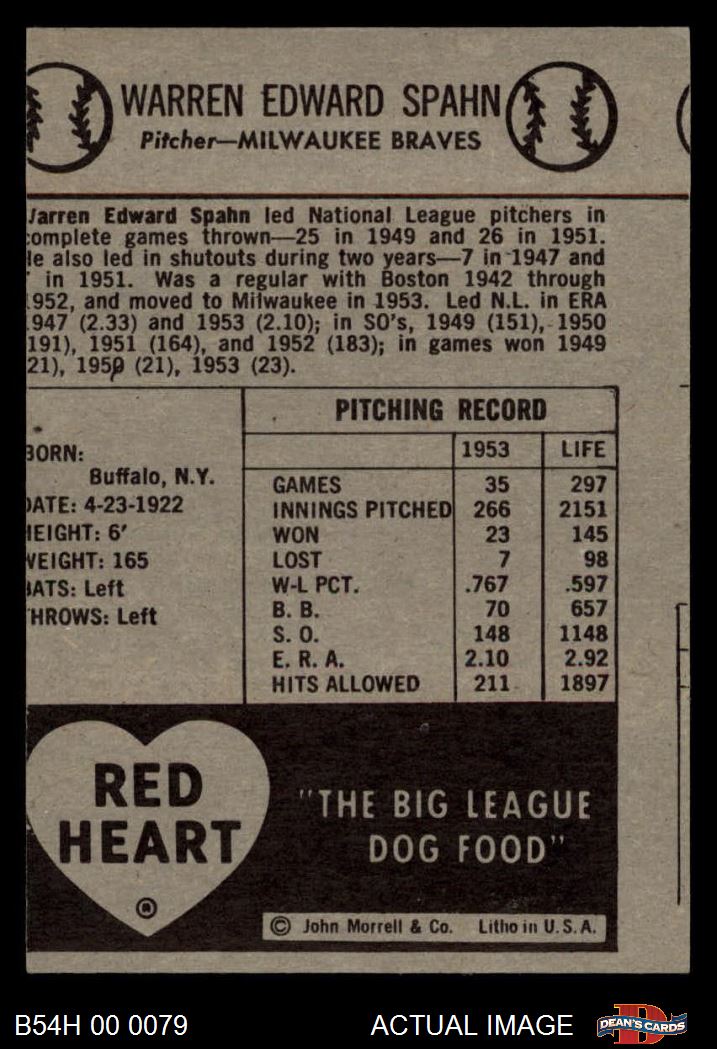 WARREN EDWARD SPAHN
Pitcher—MILWAUKEE BRAVES
arren Edward Spahn led National League pitchers in
complete games thrown—25 in 1949 and 26 in 1951.
le also led in shutouts during two years—7 in 1947 and
in 1951. Was a regular with Boston 1942 through
952, and moved to Milwaukee in 1953. Led N.L. in ERA
947 (2.33) and 1953 (2.10); in SO's, 1949 (151), 1950
191), 1951 (164), and 1952 (183); in games won 1949
21), 1950 (21), 1953 (23).
BORN:
Buffalo, N.Y.
DATE: 4-23-1922
HEIGHT: 6'
WEIGHT: 165
BATS: Left
THROWS: Left
PITCHING RECORD
1953 LIFE
GAMES 35 297
INNINGS PITCHED 266 2151
WON 23 145
LOST 7 98
W-L PCT. .767 .597
B. B. 70 657
S. O. 148 1148
E. R. A. 2.10 2.92
HITS ALLOWED 211 1897
RED
HEART
®
"THE BIG LEAGUE
DOG FOOD"
© John Morrell & Co. Litho in U.S.A.
B54H 00 0079 ACTUAL IMAGE DEAN'S CARDS